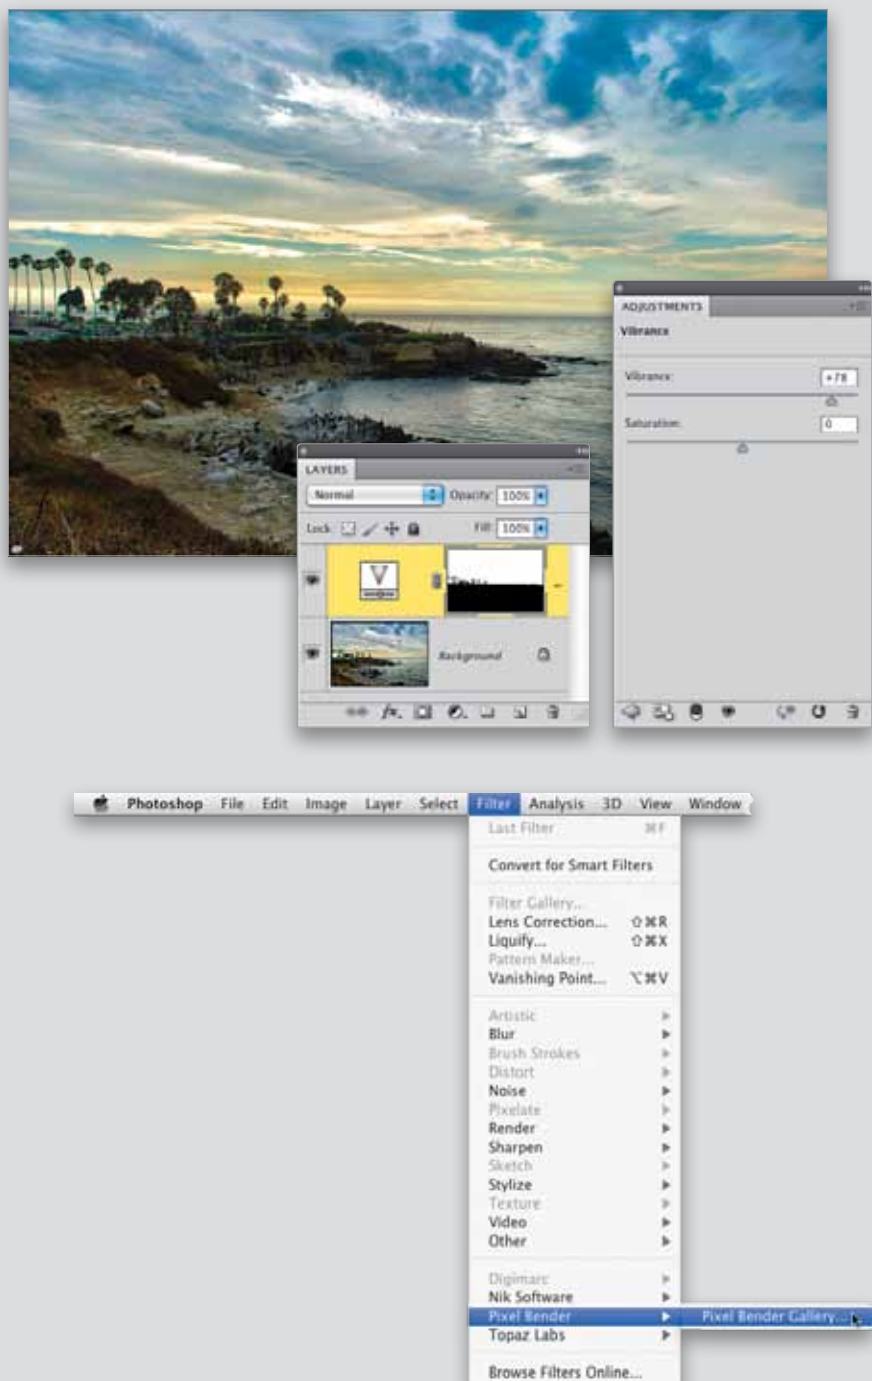 ADJUSTMENTS
Vibrance
Vibrance: +78
Saturation: 0
LAYERS
Normal Opacity: 100%
Lock: Fill: 100%
V
Background
Photoshop File Edit Image Layer Select Filter Analysis 3D View Window
Last Filter ⌘F
Convert for Smart Filters
Filter Gallery...
Lens Correction... ⇧⌘R
Liquify... ⇧⌘X
Pattern Maker...
Vanishing Point... ⌥⌘V
Artistic
Blur
Brush Strokes
Distort
Noise
Pixelate
Render
Sharpen
Sketch
Stylize
Texture
Video
Other
Digimarc
Nik Software
Pixel Bender Pixel Bender Gallery...
Topaz Labs
Browse Filters Online...